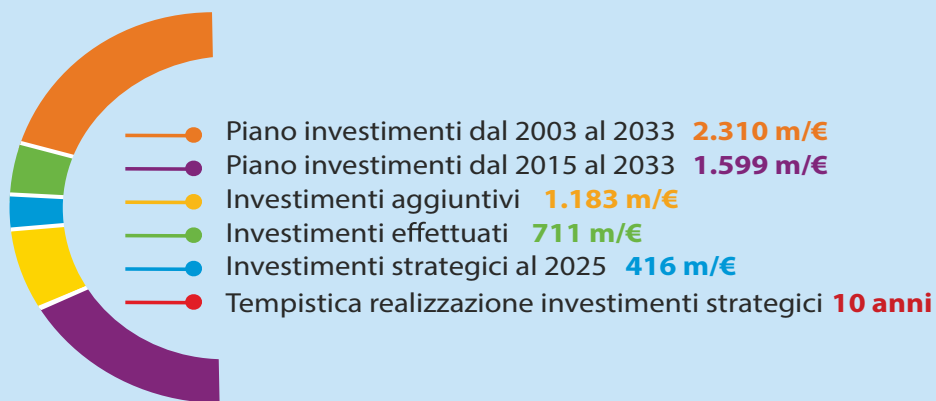 Piano investimenti dal 2003 al 2033 2.310 m/€
Piano investimenti dal 2015 al 2033 1.599 m/€
Investimenti aggiuntivi 1.183 m/€
Investimenti effettuati 711 m/€
Investimenti strategici al 2025 416 m/€
Tempistica realizzazione investimenti strategici 10 anni